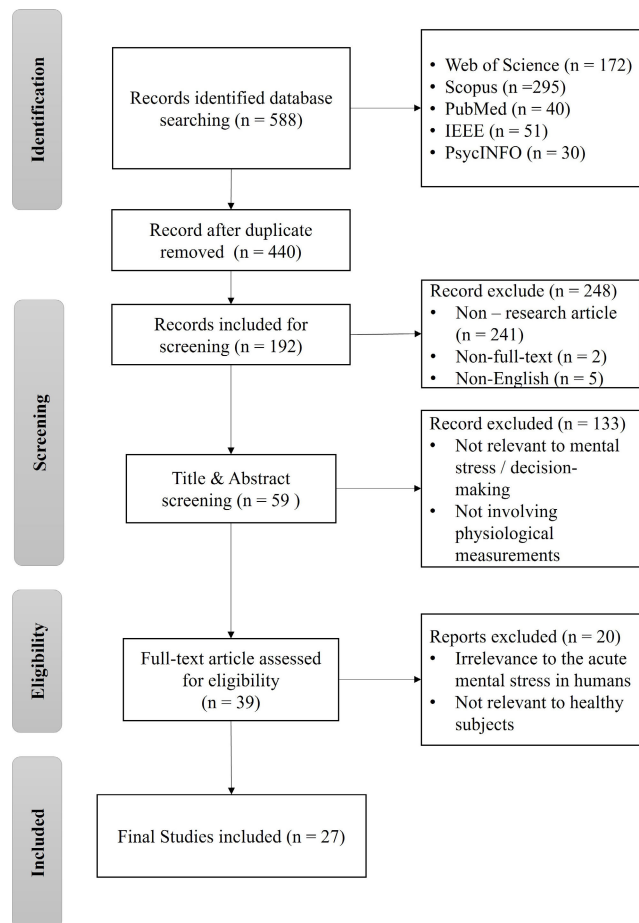 Identification
Records identified database
searching (n = 588)
• Web of Science (n = 172)
• Scopus (n =295)
• PubMed (n = 40)
• IEEE (n = 51)
• PsycINFO (n = 30)
Record after duplicate
removed (n = 440)
Screening
Records included for
screening (n = 192)
Record exclude (n = 248)
• Non – research article
(n = 241)
• Non-full-text (n = 2)
• Non-English (n = 5)
Title & Abstract
screening (n = 59 )
Record excluded (n = 133)
• Not relevant to mental
stress / decision-
making
• Not involving
physiological
measurements
Eligibility
Full-text article assessed
for eligibility
(n = 39)
Reports excluded (n = 20)
• Irrelevance to the acute
mental stress in humans
• Not relevant to healthy
subjects
Included
Final Studies included (n = 27)